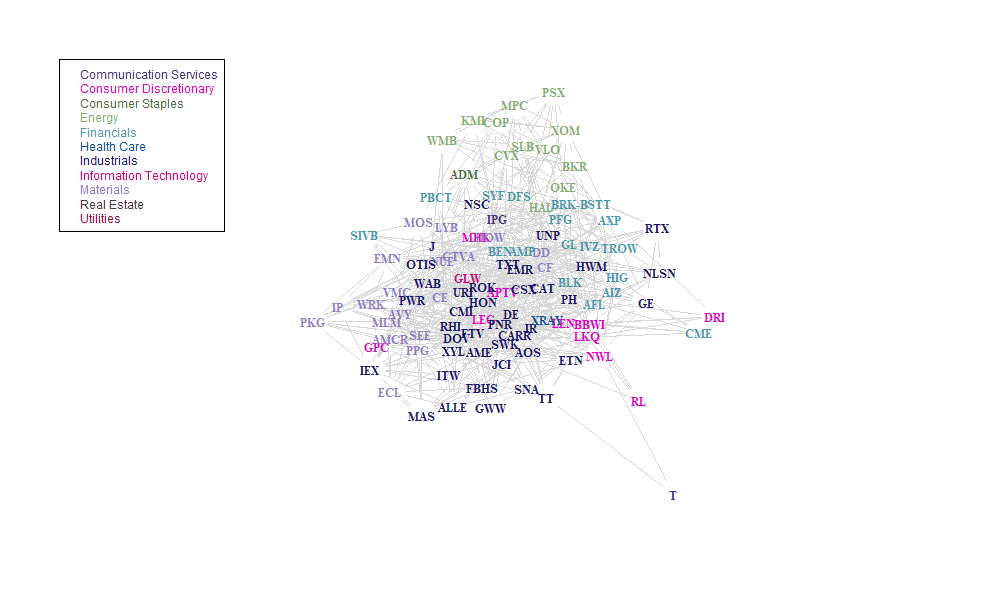 Communication Services
Consumer Discretionary
Consumer Staples
Energy
Financials
Health Care
Industrials
Information Technology
Materials
Real Estate
Utilities
PSX
MPC
KMI COP
XOM
WMB
SLB VLO
CVX
BKR
ADM
OKE
PBCT SYF DFS
NSC HAL BRK-B STT
MOS IPG PFG AXP
LYB RTX
SIVB UNP
J GL IVZ TROW
BEN AMP DD
EMN NUE CTVA
OTIS TXT EMR CF HWM
NLSN
GLW HIG
WAB ROK BLK
VMC URI APTV CSX CAT AIZ
PWR CE HON PH AFL GE
IP WRK
CMI DE
AVY DRI
PKG MLM LEG PNR XRAY LEN BBWI
RHI IR
FTV CME
AMCR SEE DOV CARR LKQ
GPC SWK
PPG XYL AME AOS NWL
JCI ETN
IEX ITW
ECL FBHS SNA
TT RL
ALLE GWW
MAS
T